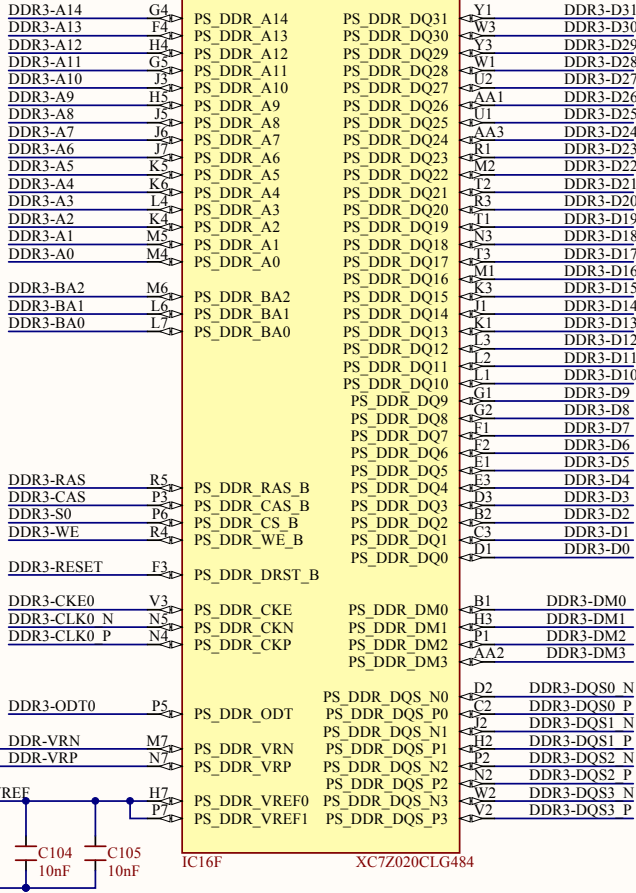 DDR3-A14 G4 PS_DDR_A14 PS_DDR_DQ31 Y1 DDR3-D31
DDR3-A13 F4 PS_DDR_A13 PS_DDR_DQ30 W3 DDR3-D30
DDR3-A12 H4 PS_DDR_A12 PS_DDR_DQ29 Y3 DDR3-D29
DDR3-A11 G5 PS_DDR_A11 PS_DDR_DQ28 W1 DDR3-D28
DDR3-A10 J3 PS_DDR_A10 PS_DDR_DQ27 U2 DDR3-D27
DDR3-A9 H5 PS_DDR_A9 PS_DDR_DQ26 AA1 DDR3-D26
DDR3-A8 J5 PS_DDR_A8 PS_DDR_DQ25 U1 DDR3-D25
DDR3-A7 J6 PS_DDR_A7 PS_DDR_DQ24 AA3 DDR3-D24
DDR3-A6 J7 PS_DDR_A6 PS_DDR_DQ23 R1 DDR3-D23
DDR3-A5 K5 PS_DDR_A5 PS_DDR_DQ22 M2 DDR3-D22
DDR3-A4 K6 PS_DDR_A4 PS_DDR_DQ21 T2 DDR3-D21
DDR3-A3 L4 PS_DDR_A3 PS_DDR_DQ20 R3 DDR3-D20
DDR3-A2 K4 PS_DDR_A2 PS_DDR_DQ19 T1 DDR3-D19
DDR3-A1 M5 PS_DDR_A1 PS_DDR_DQ18 N3 DDR3-D18
DDR3-A0 M4 PS_DDR_A0 PS_DDR_DQ17 T3 DDR3-D17
PS_DDR_DQ16 M1 DDR3-D16
DDR3-BA2 M6 PS_DDR_BA2 PS_DDR_DQ15 K3 DDR3-D15
DDR3-BA1 L6 PS_DDR_BA1 PS_DDR_DQ14 J1 DDR3-D14
DDR3-BA0 L7 PS_DDR_BA0 PS_DDR_DQ13 K1 DDR3-D13
PS_DDR_DQ12 L3 DDR3-D12
PS_DDR_DQ11 L2 DDR3-D11
PS_DDR_DQ10 L1 DDR3-D10
PS_DDR_DQ9 G1 DDR3-D9
PS_DDR_DQ8 G2 DDR3-D8
PS_DDR_DQ7 F1 DDR3-D7
PS_DDR_DQ6 F2 DDR3-D6
PS_DDR_DQ5 E1 DDR3-D5
DDR3-RAS R5 PS_DDR_RAS_B PS_DDR_DQ4 E3 DDR3-D4
DDR3-CAS P3 PS_DDR_CAS_B PS_DDR_DQ3 D3 DDR3-D3
DDR3-S0 P6 PS_DDR_CS_B PS_DDR_DQ2 B2 DDR3-D2
DDR3-WE R4 PS_DDR_WE_B PS_DDR_DQ1 C3 DDR3-D1
PS_DDR_DQ0 D1 DDR3-D0
DDR3-RESET F3 PS_DDR_DRST_B
DDR3-CKE0 V3 PS_DDR_CKE PS_DDR_DM0 B1 DDR3-DM0
DDR3-CLK0_N N5 PS_DDR_CKN PS_DDR_DM1 H3 DDR3-DM1
DDR3-CLK0_P N4 PS_DDR_CKP PS_DDR_DM2 P1 DDR3-DM2
PS_DDR_DM3 AA2 DDR3-DM3
PS_DDR_DQS_N0 D2 DDR3-DQS0_N
DDR3-ODT0 P5 PS_DDR_ODT PS_DDR_DQS_P0 C2 DDR3-DQS0_P
PS_DDR_DQS_N1 J2 DDR3-DQS1_N
DDR-VRN M7 PS_DDR_VRN PS_DDR_DQS_P1 H2 DDR3-DQS1_P
DDR-VRP N7 PS_DDR_VRP PS_DDR_DQS_N2 P2 DDR3-DQS2_N
PS_DDR_DQS_P2 N2 DDR3-DQS2_P
REF H7 PS_DDR_VREF0 PS_DDR_DQS_N3 W2 DDR3-DQS3_N
P7 PS_DDR_VREF1 PS_DDR_DQS_P3 V2 DDR3-DQS3_P
C104 C105 IC16F XC7Z020CLG484
10nF 10nF